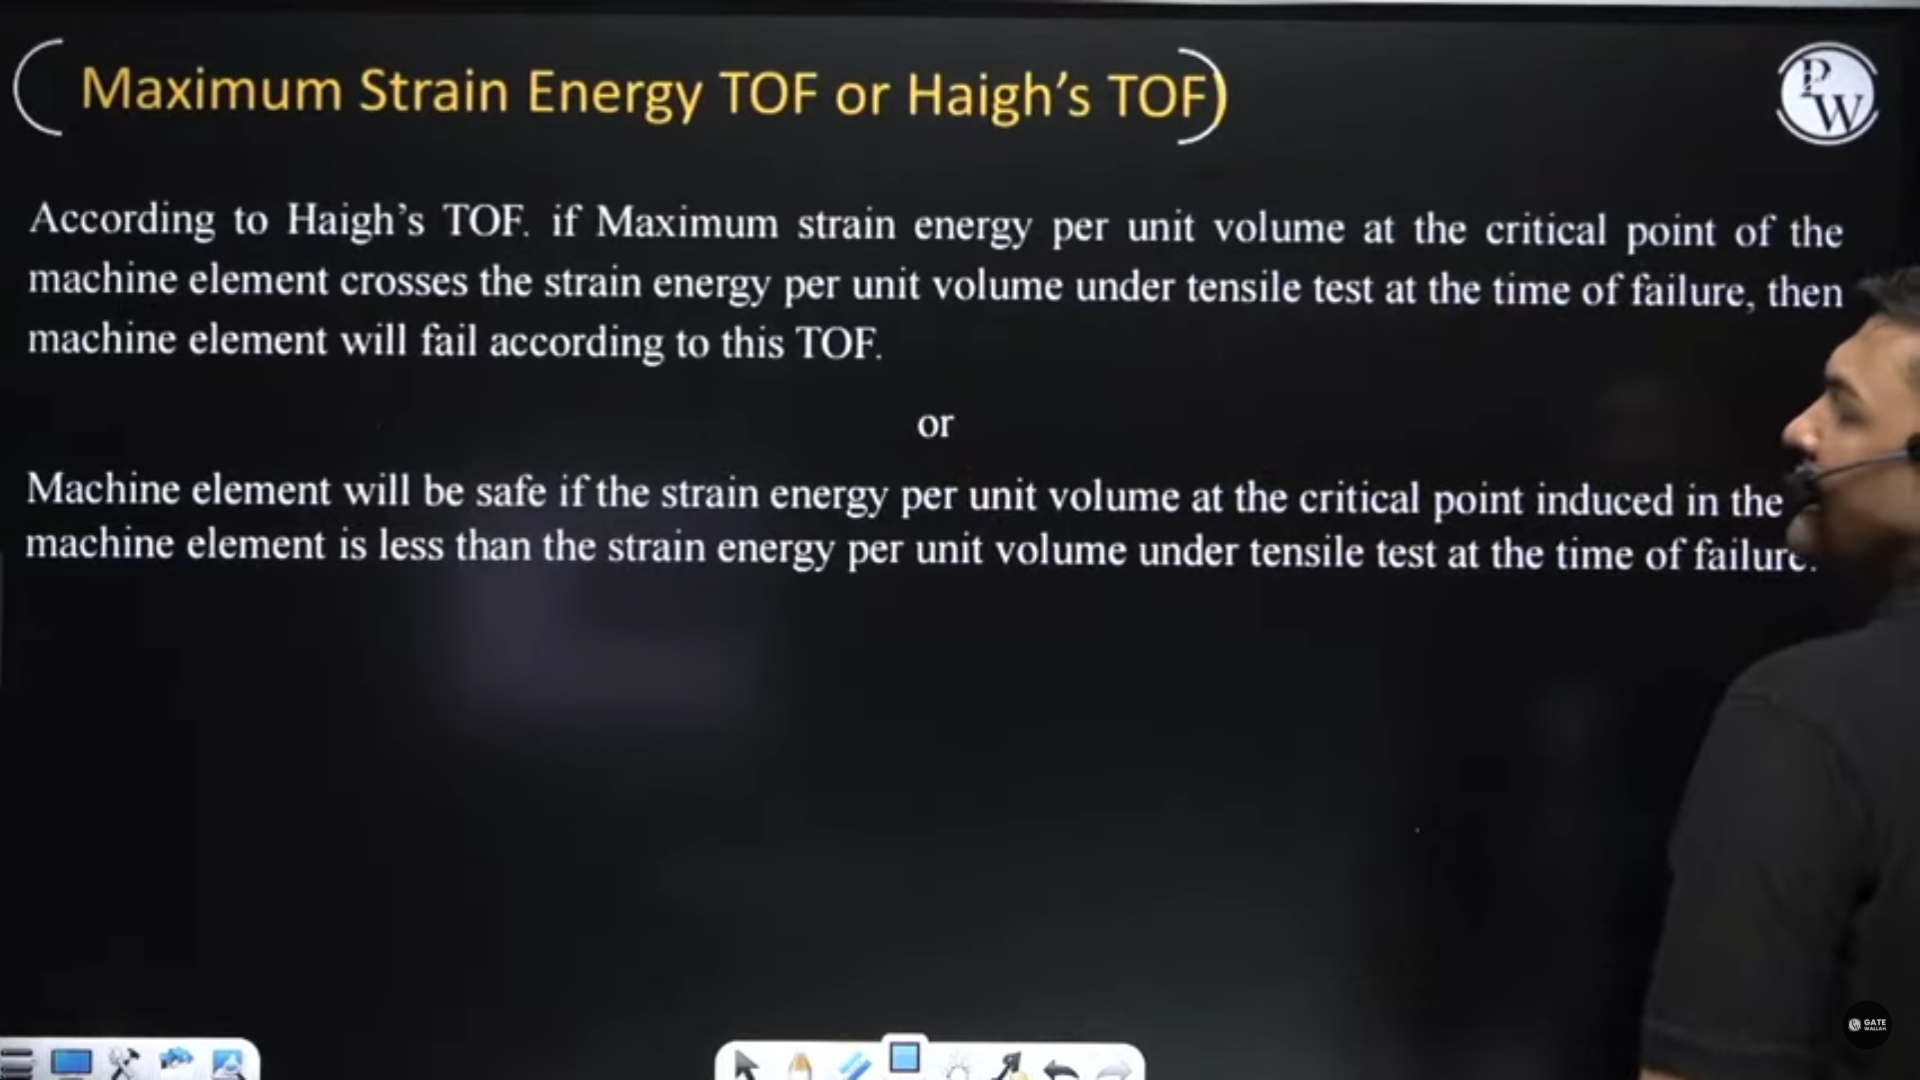 Maximum Strain Energy TOF or Haigh's TOF)
PW
According to Haigh's TOF. if Maximum strain energy per unit volume at the critical point of the
machine element crosses the strain energy per unit volume under tensile test at the time of failure, then
machine element will fail according to this TOF.
or
Machine element will be safe if the strain energy per unit volume at the critical point induced in the
machine element is less than the strain energy per unit volume under tensile test at the time of failure.
GATE
WALLAH